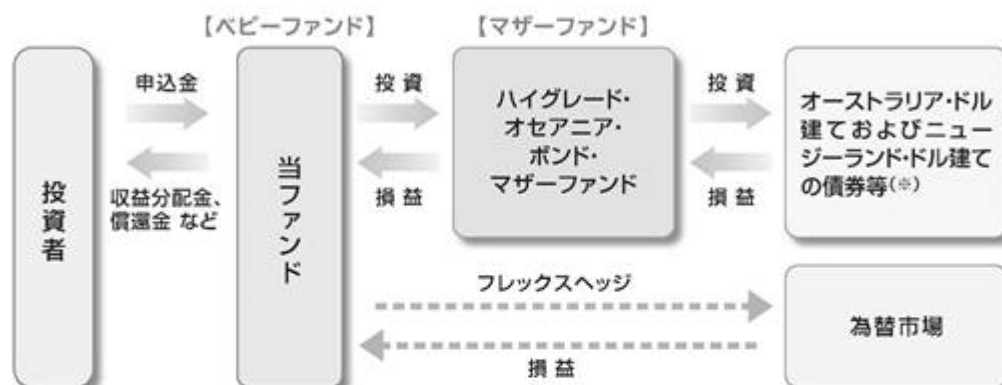 【ベビーファンド】
【マザーファンド】
投資者
申込金
収益分配金、
償還金 など
当ファンド
投 資
損 益
ハイグレード・
オセアニア・
ボンド・
マザーファンド
投 資
損 益
オーストラリア・ドル
建ておよびニュー
ジーランド・ドル建て
の債券等(※)
フレックスヘッジ
損 益
為替市場